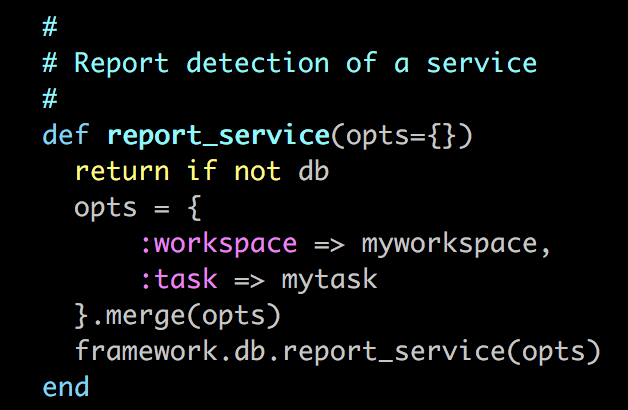 #
# Report detection of a service
#
def report_service(opts={})
  return if not db
  opts = {
      :workspace => myworkspace,
      :task => mytask
  }.merge(opts)
  framework.db.report_service(opts)
end